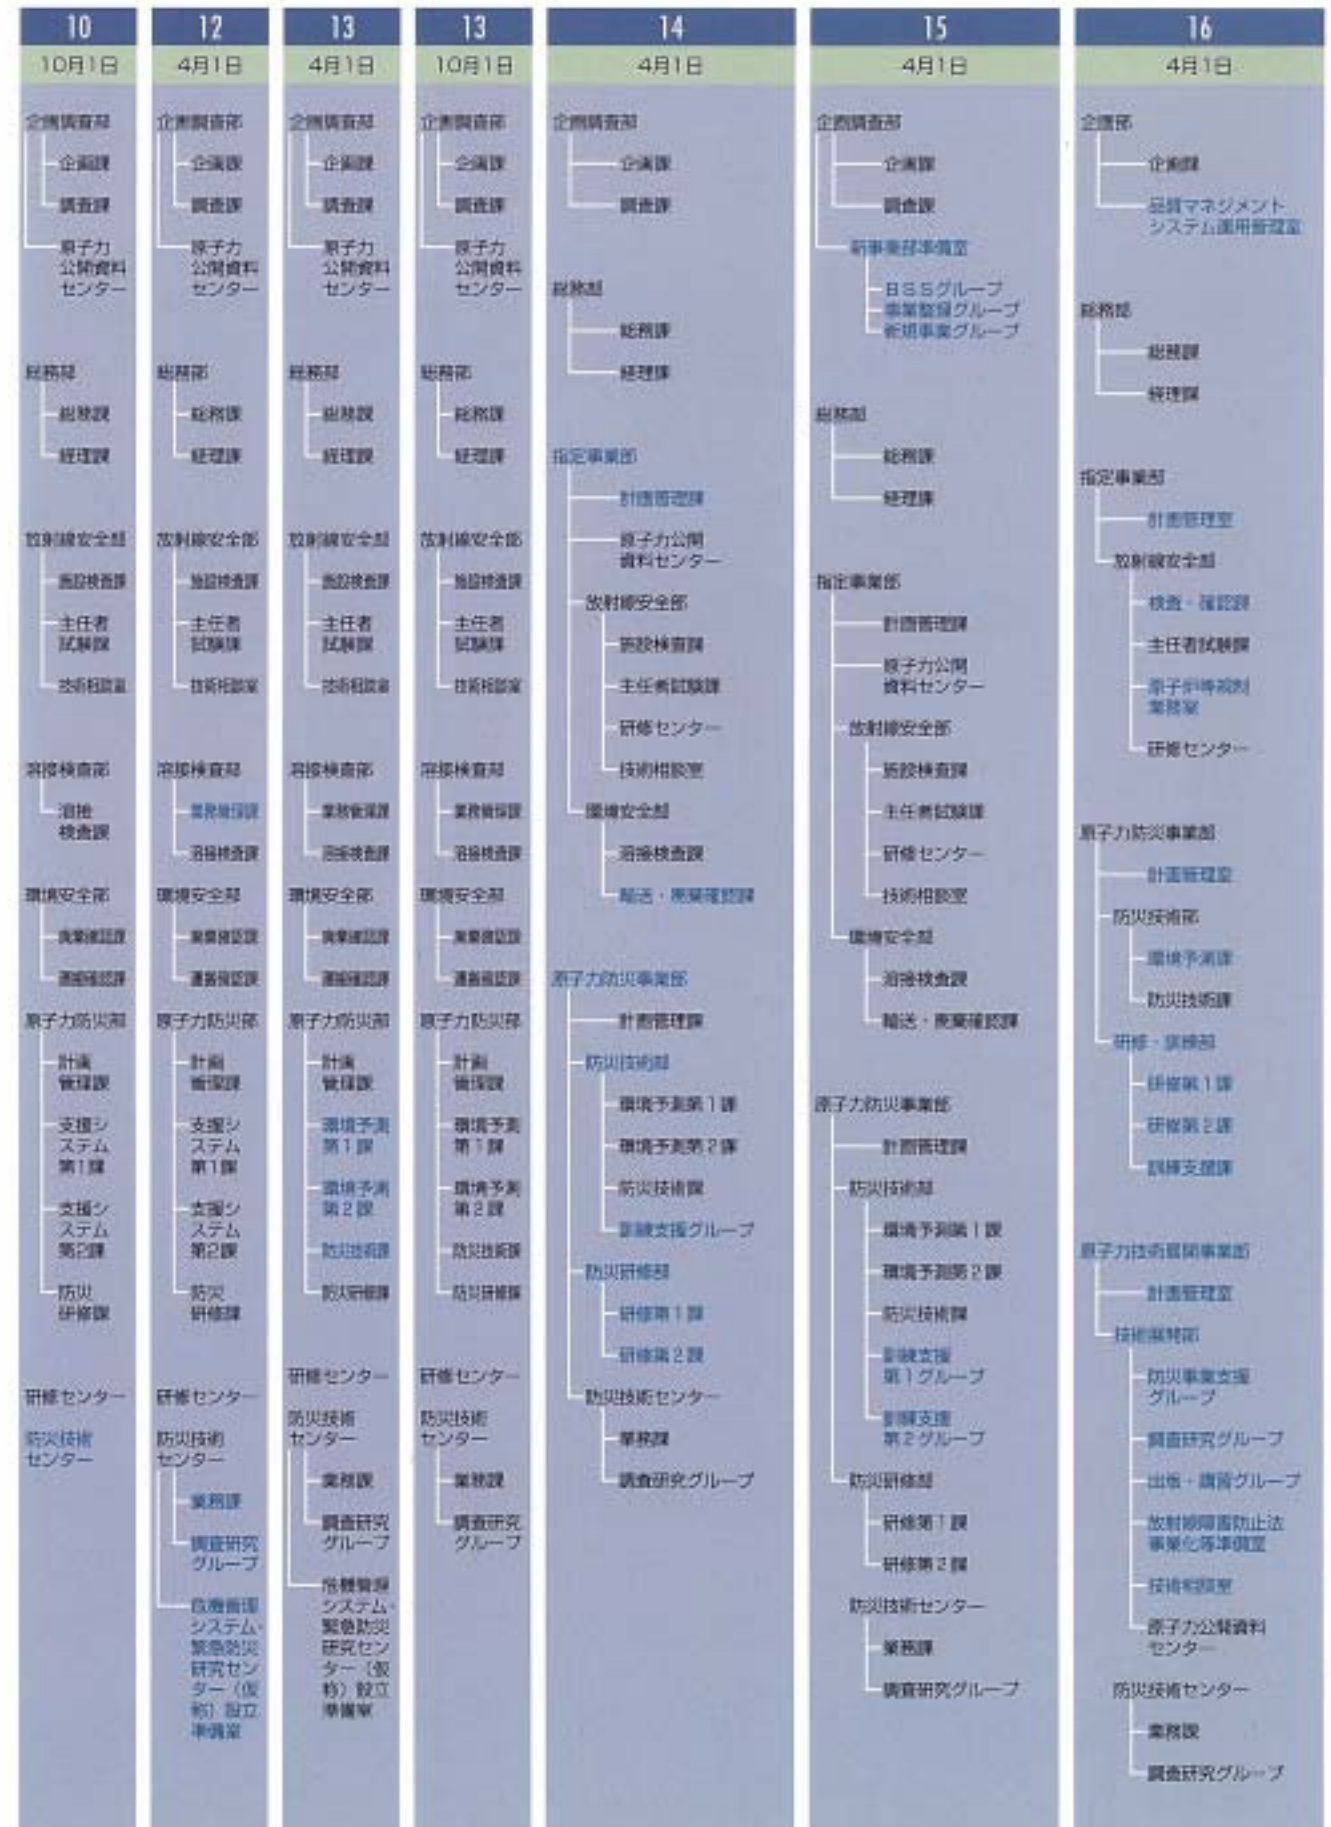 10
10月1日
企画調査部
企画課
調査課
原子力
公開資料
センター
総務部
総務課
経理課
放射線安全部
施設検査課
主任者
試験課
技術相談室
溶接検査部
溶接
検査課
環境安全部
廃棄確認課
運搬確認課
原子力防災部
計画
管理課
支援シ
ステム
第1課
支援シ
ステム
第2課
防災
研修課
研修センター
防災技術
センター
12
4月1日
企画調査部
企画課
調査課
原子力
公開資料
センター
総務部
総務課
経理課
放射線安全部
施設検査課
主任者
試験課
技術相談室
溶接検査部
業務管理課
溶接検査課
環境安全部
廃棄確認課
運搬確認課
原子力防災部
計画
管理課
支援シ
ステム
第1課
支援シ
ステム
第2課
防災
研修課
研修センター
防災技術
センター
業務課
調査研究
グループ
危機管理
システム・
緊急防災
研究セン
ター（仮
称）設立
準備室
13
4月1日
企画調査部
企画課
調査課
原子力
公開資料
センター
総務部
総務課
経理課
放射線安全部
施設検査課
主任者
試験課
技術相談室
溶接検査部
業務管理課
溶接検査課
環境安全部
廃棄確認課
運搬確認課
原子力防災部
計画
管理課
環境予測
第1課
環境予測
第2課
防災技術課
防災研修課
研修センター
防災技術
センター
業務課
調査研究
グループ
危機管理
システム・
緊急防災
研究セン
ター（仮
称）設立
準備室
13
10月1日
企画調査部
企画課
調査課
原子力
公開資料
センター
総務部
総務課
経理課
放射線安全部
施設検査課
主任者
試験課
技術相談室
溶接検査部
業務管理課
溶接検査課
環境安全部
廃棄確認課
運搬確認課
原子力防災部
計画
管理課
環境予測
第1課
環境予測
第2課
防災技術課
防災研修課
研修センター
防災技術
センター
業務課
調査研究
グループ
14
4月1日
企画調査部
企画課
調査課
総務部
総務課
経理課
指定事業部
計画管理課
原子力公開
資料センター
放射線安全部
施設検査課
主任者試験課
研修センター
技術相談室
環境安全部
溶接検査課
輸送・廃棄確認課
原子力防災事業部
計画管理課
防災技術部
環境予測第1課
環境予測第2課
防災技術課
訓練支援グループ
防災研修部
研修第1課
研修第2課
防災技術センター
業務課
調査研究グループ
15
4月1日
企画調査部
企画課
調査課
新事業部準備室
BSSグループ
事業整備グループ
新規事業グループ
総務部
総務課
経理課
指定事業部
計画管理課
原子力公開
資料センター
放射線安全部
施設検査課
主任者試験課
研修センター
技術相談室
環境安全部
溶接検査課
輸送・廃棄確認課
原子力防災事業部
計画管理課
防災技術部
環境予測第1課
環境予測第2課
防災技術課
訓練支援
第1グループ
訓練支援
第2グループ
防災研修部
研修第1課
研修第2課
防災技術センター
業務課
調査研究グループ
16
4月1日
企画部
企画課
品質マネジメント
システム運用管理室
総務部
総務課
経理課
指定事業部
計画管理室
放射線安全部
検査・確認課
主任者試験課
原子炉等規制
業務室
研修センター
原子力防災事業部
計画管理室
防災技術部
環境予測課
防災技術課
研修・訓練部
研修第1課
研修第2課
訓練支援課
原子力技術展開事業部
計画管理室
技術展開部
防災事業支援
グループ
調査研究グループ
出版・講習グループ
放射線障害防止法
事業化等準備室
技術相談室
原子力公開資料
センター
防災技術センター
業務課
調査研究グループ